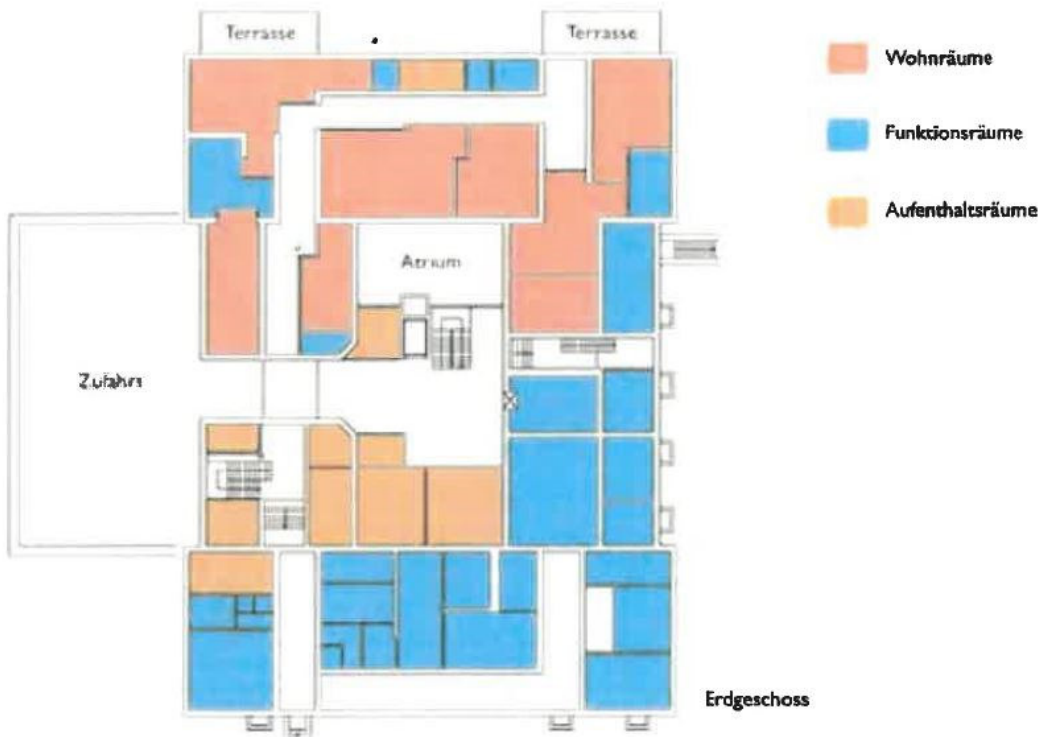 Terrasse
Terrasse
Wohnräume
Funktionsräume
Aufenthaltsräume
Atrium
Zufahrt
Erdgeschoss